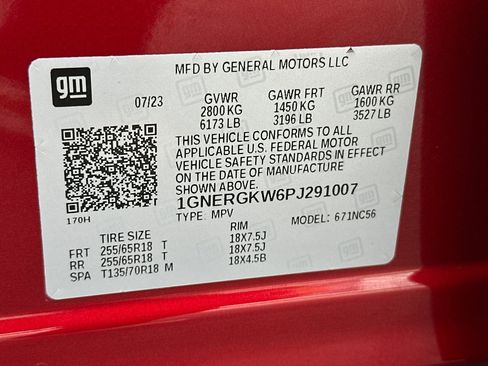 gm
MFD BY GENERAL MOTORS LLC
07/23 GVWR GAWR FRT GAWR RR
2800 KG 1450 KG 1600 KG
6173 LB 3196 LB 3527 LB
THIS VEHICLE CONFORMS TO ALL
APPLICABLE U.S. FEDERAL MOTOR
VEHICLE SAFETY STANDARDS IN EFFECT
ON THE DATE OF MANUFACTURE
SHOWN ABOVE.
170H
1GNERGKW6PJ291007
TYPE: MPV MODEL: 671NC56
TIRE SIZE RIM
FRT 255/65R18 T 18X7.5J
RR 255/65R18 T 18X7.5J
SPA T135/70R18 M 18X4.5B